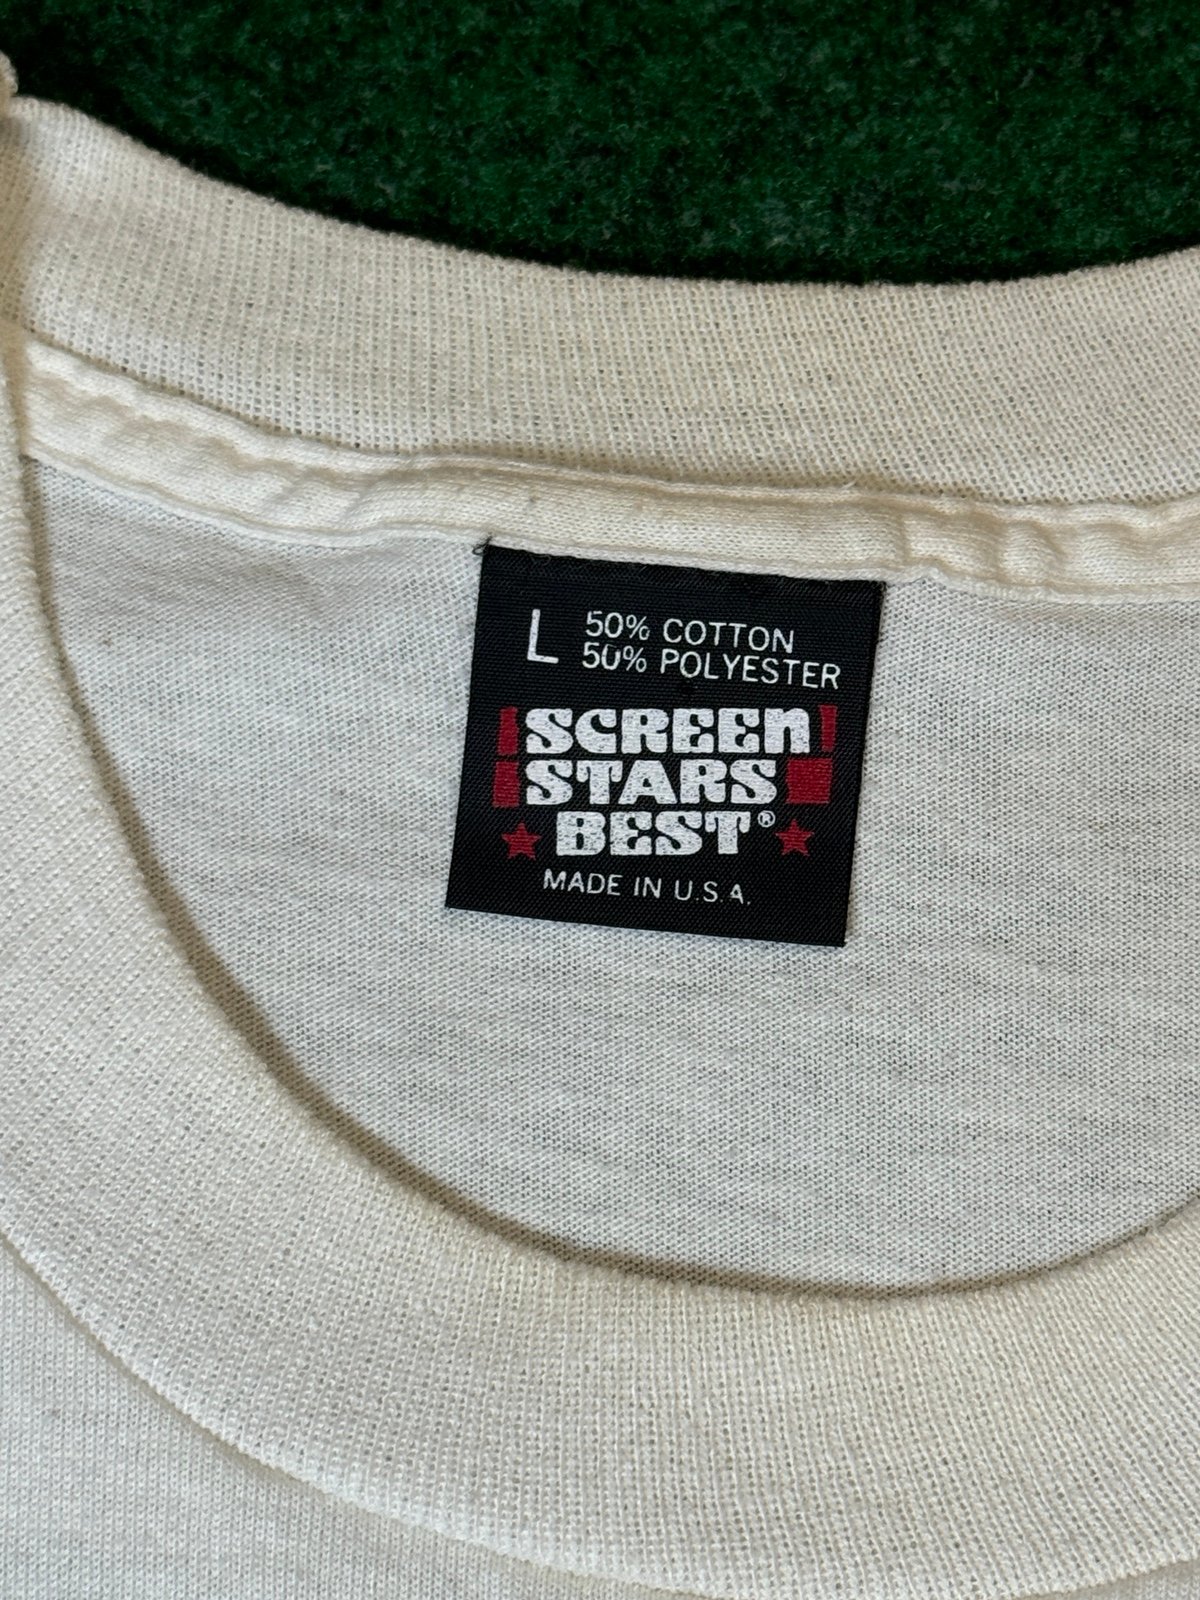 L 50% COTTON
50% POLYESTER
SCREEN
STARS
BEST®
MADE IN U.S.A.